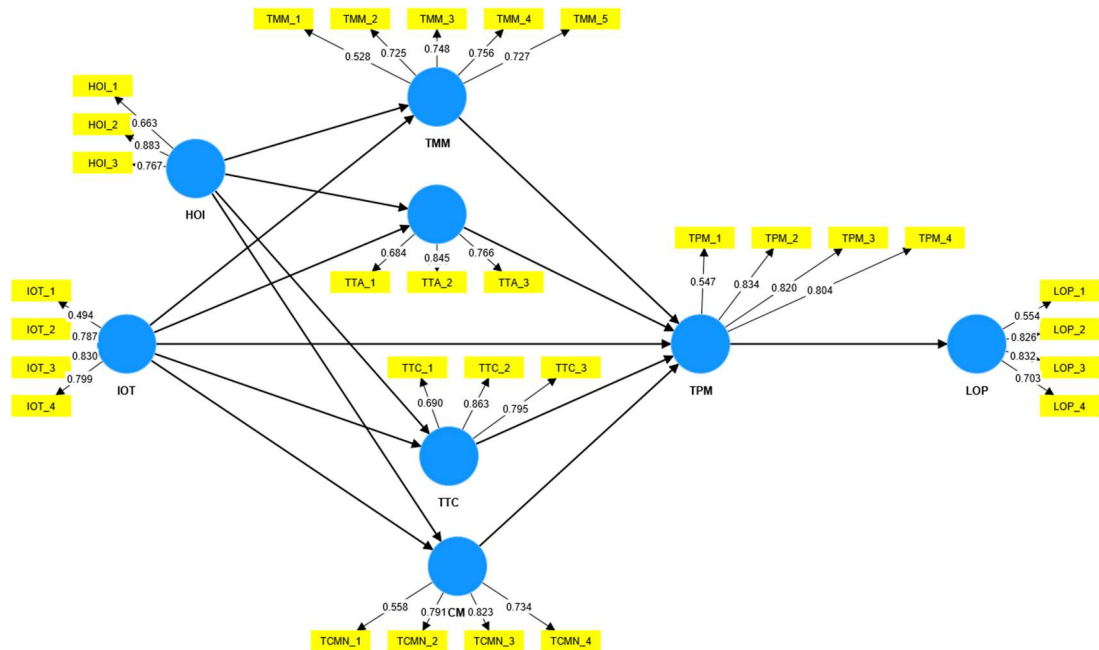 TMM_1
TMM_2
TMM_3
TMM_4
TMM_5
0.528
0.725
0.748
0.756
0.727
TMM
HOI_1
HOI_2
HOI_3
0.663
0.883
0.767
HOI
0.684
0.845
0.766
TTA_1
TTA_2
TTA_3
TPM_1
TPM_2
TPM_3
TPM_4
0.547
0.834
0.820
0.804
TPM
IOT_1
IOT_2
IOT_3
IOT_4
0.494
0.787
0.830
0.799
IOT
LOP_1
LOP_2
LOP_3
LOP_4
0.554
0.826
0.832
0.703
LOP
TTC_1
TTC_2
TTC_3
0.690
0.863
0.795
TTC
CM
0.558
0.791
0.823
0.734
TCMN_1
TCMN_2
TCMN_3
TCMN_4